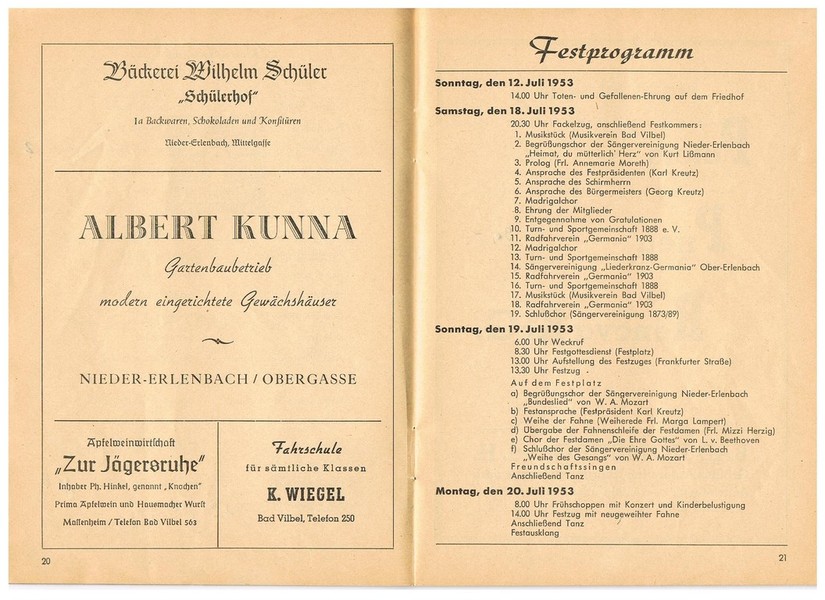 Bäckerei Wilhelm Schüler
„Schülerhof“
1a Backwaren, Schokoladen und Konfitüren
Nieder-Erlenbach, Mittelgasse
ALBERT KUNNA
Gartenbaubetrieb
modern eingerichtete Gewächshäuser
NIEDER-ERLENBACH / OBERGASSE
Apfelweinwirtschaft
„Zur Jägersruhe“
Inhaber Ph. Hinkel, genannt „Knochen“
Prima Apfelwein und Hausmacher Wurst
Massenheim / Telefon Bad Vilbel 563
Fahrschule
für sämtliche Klassen
K. WIEGEL
Bad Vilbel, Telefon 250
20
Festprogramm
Sonntag, den 12. Juli 1953
14.00 Uhr Toten- und Gefallenen-Ehrung auf dem Friedhof
Samstag, den 18. Juli 1953
20.30 Uhr Fackelzug, anschließend Festkommers:
1. Musikstück (Musikverein Bad Vilbel)
2. Begrüßungschor der Sängervereinigung Nieder-Erlenbach
„Heimat, du mütterlich' Herz“ von Kurt Lißmann
3. Prolog (Frl. Annemarie Moreth)
4. Ansprache des Festpräsidenten (Karl Kreutz)
5. Ansprache des Schirmherrn
6. Ansprache des Bürgermeisters (Georg Kreutz)
7. Madrigalchor
8. Ehrung der Mitglieder
9. Entgegennahme von Gratulationen
10. Turn- und Sportgemeinschaft 1888 e. V.
11. Radfahrverein „Germania“ 1903
12. Madrigalchor
13. Turn- und Sportgemeinschaft 1888
14. Sängervereinigung „Liederkranz-Germania“ Ober-Erlenbach
15. Radfahrverein „Germania“ 1903
16. Turn- und Sportgemeinschaft 1888
17. Musikstück (Musikverein Bad Vilbel)
18. Radfahrverein „Germania“ 1903
19. Schlußchor (Sängervereinigung 1873/89)
Sonntag, den 19. Juli 1953
6.00 Uhr Weckruf
8.30 Uhr Festgottesdienst (Festplatz)
13.00 Uhr Aufstellung des Festzuges (Frankfurter Straße)
13.30 Uhr Festzug
Auf dem Festplatz
a) Begrüßungschor der Sängervereinigung Nieder-Erlenbach
„Bundeslied“ von W. A. Mozart
b) Festansprache (Festpräsident Karl Kreutz)
c) Weihe der Fahne (Weiherede Frl. Marga Lampert)
d) Übergabe der Fahnenschleife der Festdamen (Frl. Mizzi Herzig)
e) Chor der Festdamen „Die Ehre Gottes“ von L. v. Beethoven
f) Schlußchor der Sängervereinigung Nieder-Erlenbach
„Weihe des Gesangs“ von W. A. Mozart
Freundschaftssingen
Anschließend Tanz
Montag, den 20. Juli 1953
8.00 Uhr Frühschoppen mit Konzert und Kinderbelustigung
14.00 Uhr Festzug mit neugeweihter Fahne
Anschließend Tanz
Festausklang
21